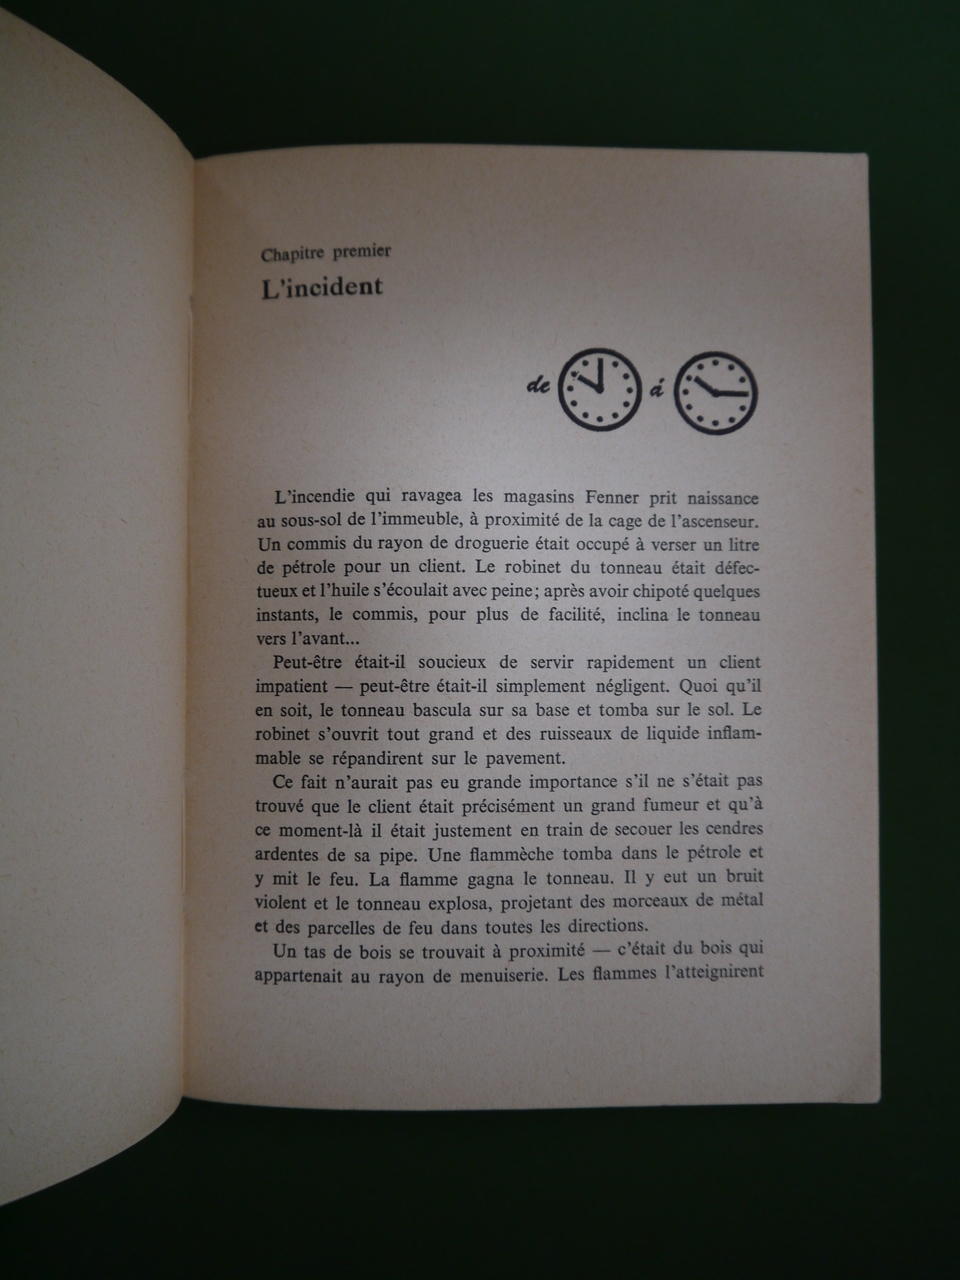 Chapitre premier
L'incident
de á
L'incendie qui ravagea les magasins Fenner prit naissance
au sous-sol de l'immeuble, à proximité de la cage de l'ascenseur.
Un commis du rayon de droguerie était occupé à verser un litre
de pétrole pour un client. Le robinet du tonneau était défec-
tueux et l'huile s'écoulait avec peine; après avoir chipoté quelques
instants, le commis, pour plus de facilité, inclina le tonneau
vers l'avant...
Peut-être était-il soucieux de servir rapidement un client
impatient — peut-être était-il simplement négligent. Quoi qu'il
en soit, le tonneau bascula sur sa base et tomba sur le sol. Le
robinet s'ouvrit tout grand et des ruisseaux de liquide inflam-
mable se répandirent sur le pavement.
Ce fait n'aurait pas eu grande importance s'il ne s'était pas
trouvé que le client était précisément un grand fumeur et qu'à
ce moment-là il était justement en train de secouer les cendres
ardentes de sa pipe. Une flammèche tomba dans le pétrole et
y mit le feu. La flamme gagna le tonneau. Il y eut un bruit
violent et le tonneau explosa, projetant des morceaux de métal
et des parcelles de feu dans toutes les directions.
Un tas de bois se trouvait à proximité — c'était du bois qui
appartenait au rayon de menuiserie. Les flammes l'atteignirent